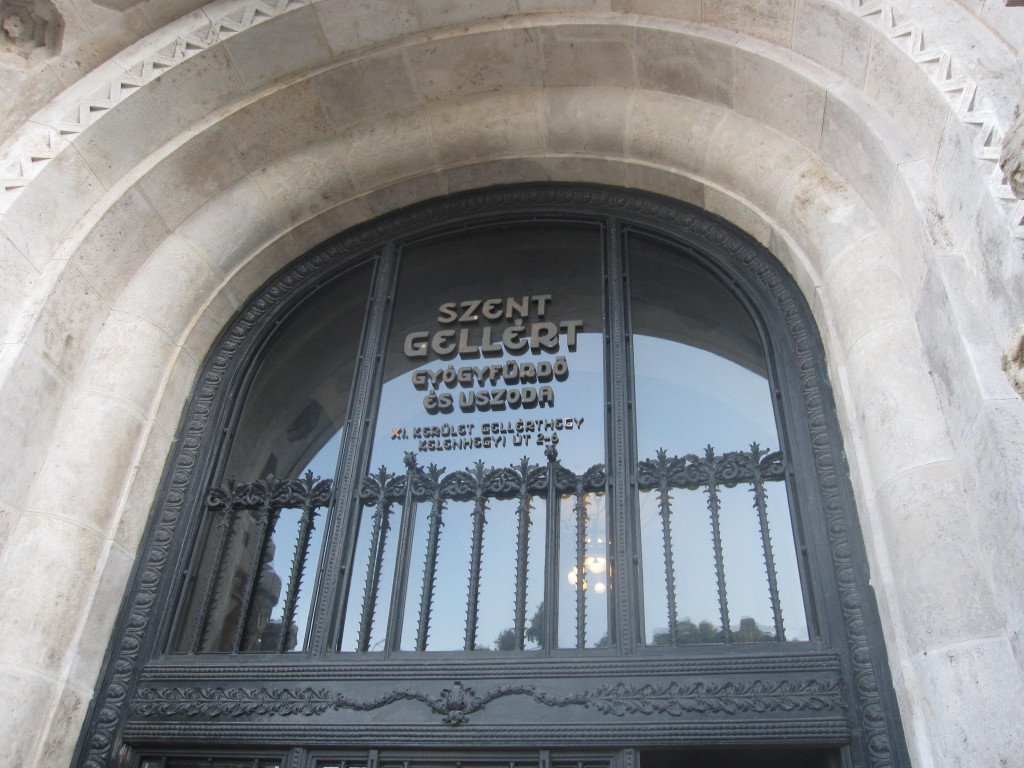 SZENT
GELLÉRT
GYÓGYFÜRDŐ
ÉS USZODA
XI. KERÜLET GELLÉRTHEGY
KELENHEGYI ÚT 2-6